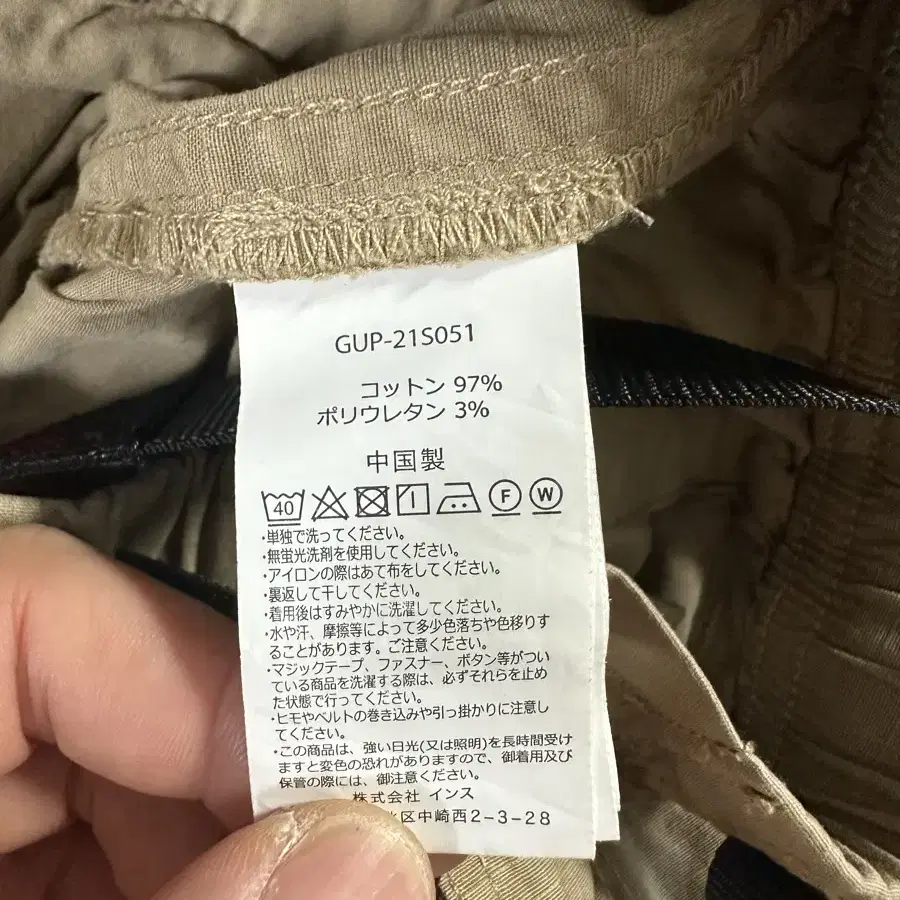 GUP-21S051
コットン 97%
ポリウレタン 3%
中国製
40 F W
・単独で洗ってください。
・無蛍光洗剤を使用してください。
・アイロンの際はあて布をしてください。
・裏返して干してください。
・着用後はすみやかに洗濯してください。
・水や汗、摩擦等によって多少色落ちや色移りす
ることがあります。ご注意ください。
・マジックテープ、ファスナー、ボタン等がつい
ている商品を洗濯する際は、必ずそれらを止め
た状態で行ってください。
・ヒモやベルトの巻き込みや引っ掛かりに注意し
てください。
・この商品は、強い日光(又は照明)を長時間受け
ますと変色の恐れがありますので、御着用及び
保管の際には、御注意ください。
株式会社 インス
区中崎西2-3-28